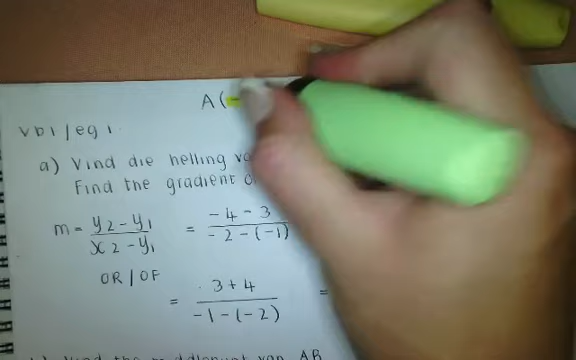 A(-
vb1/eg1.
a) Vind die helling
Find the gradient
m = y2-y1/x2-y1 = -4-3/-2-(-1)
OR/OF
= 3+4/-1-(-2) =
AB